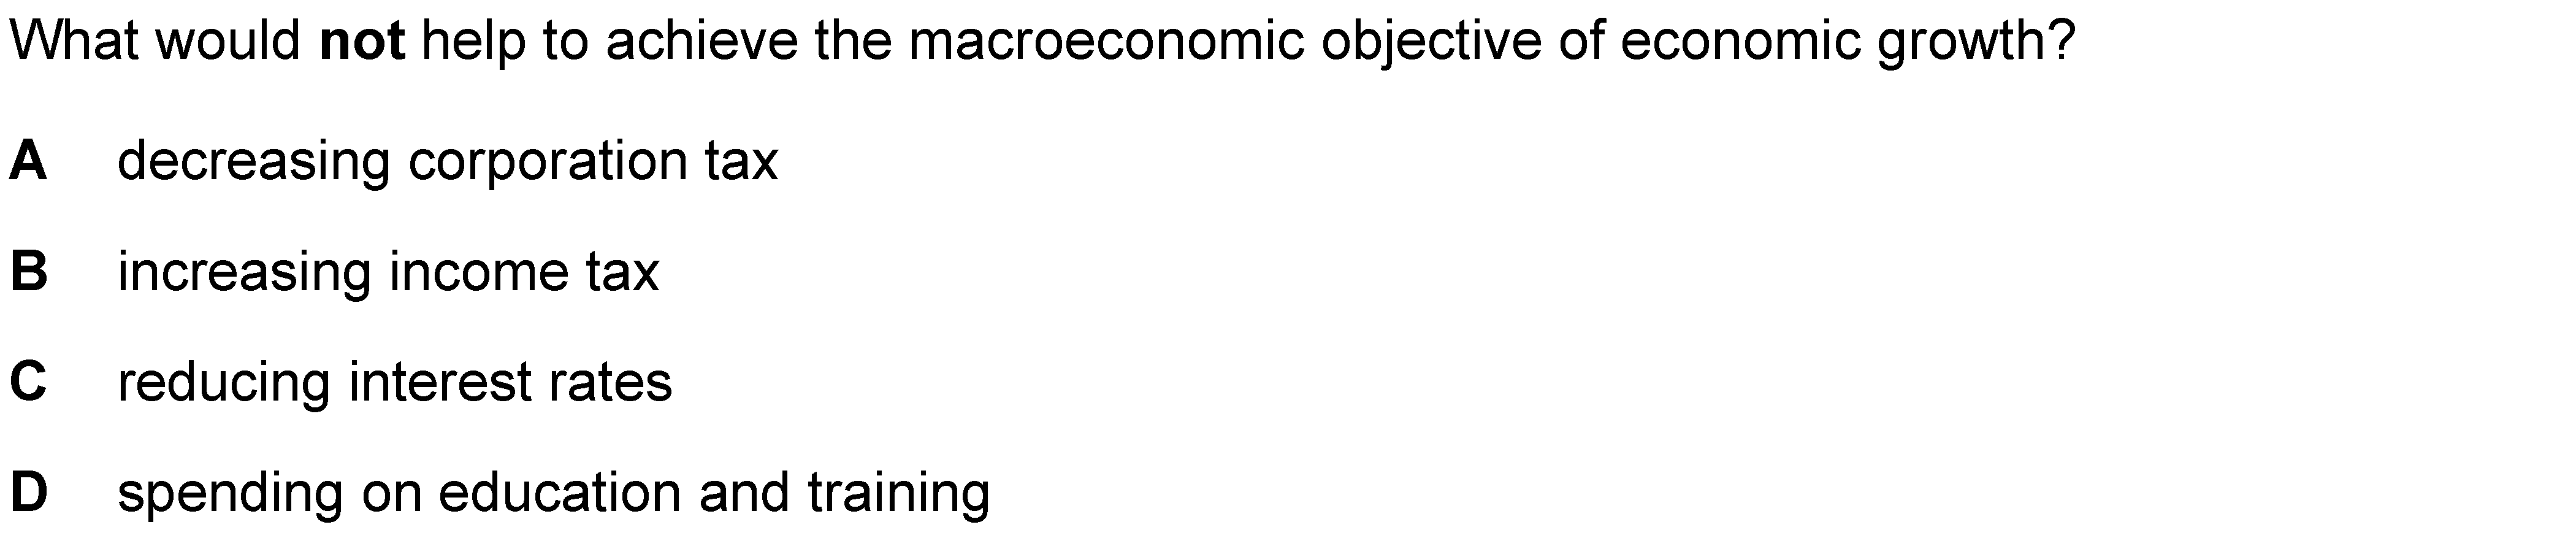 What would not help to achieve the macroeconomic objective of economic growth?
A decreasing corporation tax
B increasing income tax
C reducing interest rates
D spending on education and training